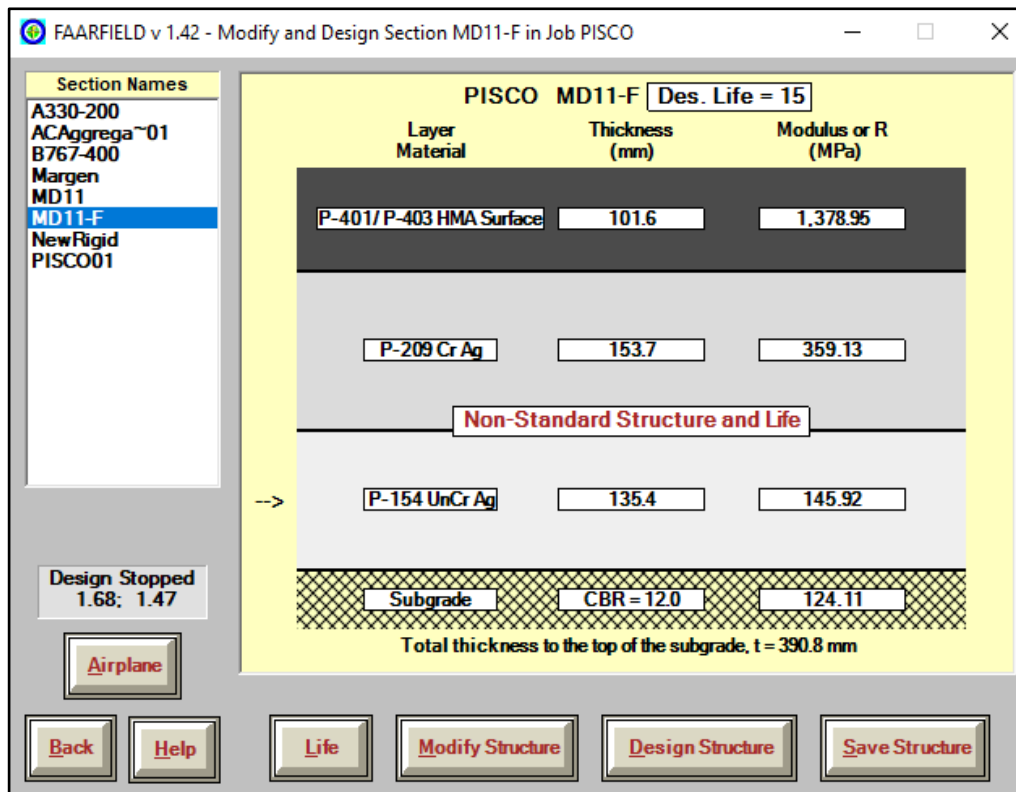 FAARFIELD v 1.42 - Modify and Design Section MD11-F in Job PISCO
Section Names
A330-200
ACAggrega~01
B767-400
Margen
MD11
MD11-F
NewRigid
PISCO01
PISCO MD11-F Des. Life = 15
Layer Material
Thickness (mm)
Modulus or R (MPa)
P-401/ P-403 HMA Surface 101.6 1,378.95
P-209 Cr Ag 153.7 359.13
Non-Standard Structure and Life
--> P-154 UnCr Ag 135.4 145.92
Subgrade CBR = 12.0 124.11
Total thickness to the top of the subgrade, t = 390.8 mm
Design Stopped
1.68; 1.47
Airplane
Back Help Life Modify Structure Design Structure Save Structure